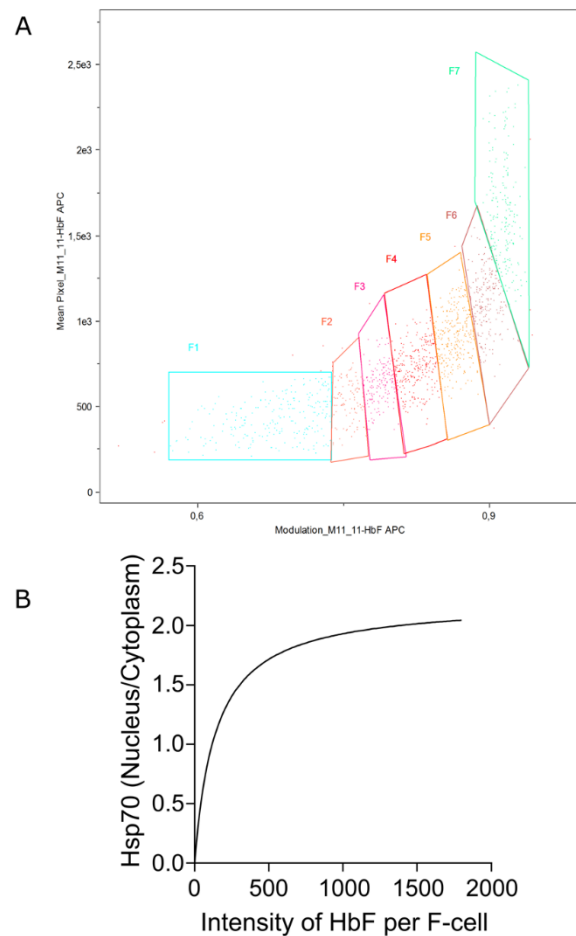 A
2,5e3
2e3
1,5e3
1e3
500
0
Mean Pixel_M11_11-HbF APC
F1
F2
F3
F4
F5
F6
F7
0,6
0,9
Modulation_M11_11-HbF APC
B
2.5
2.0
1.5
1.0
0.5
0.0
Hsp70 (Nucleus/Cytoplasm)
0
500
1000
1500
2000
Intensity of HbF per F-cell